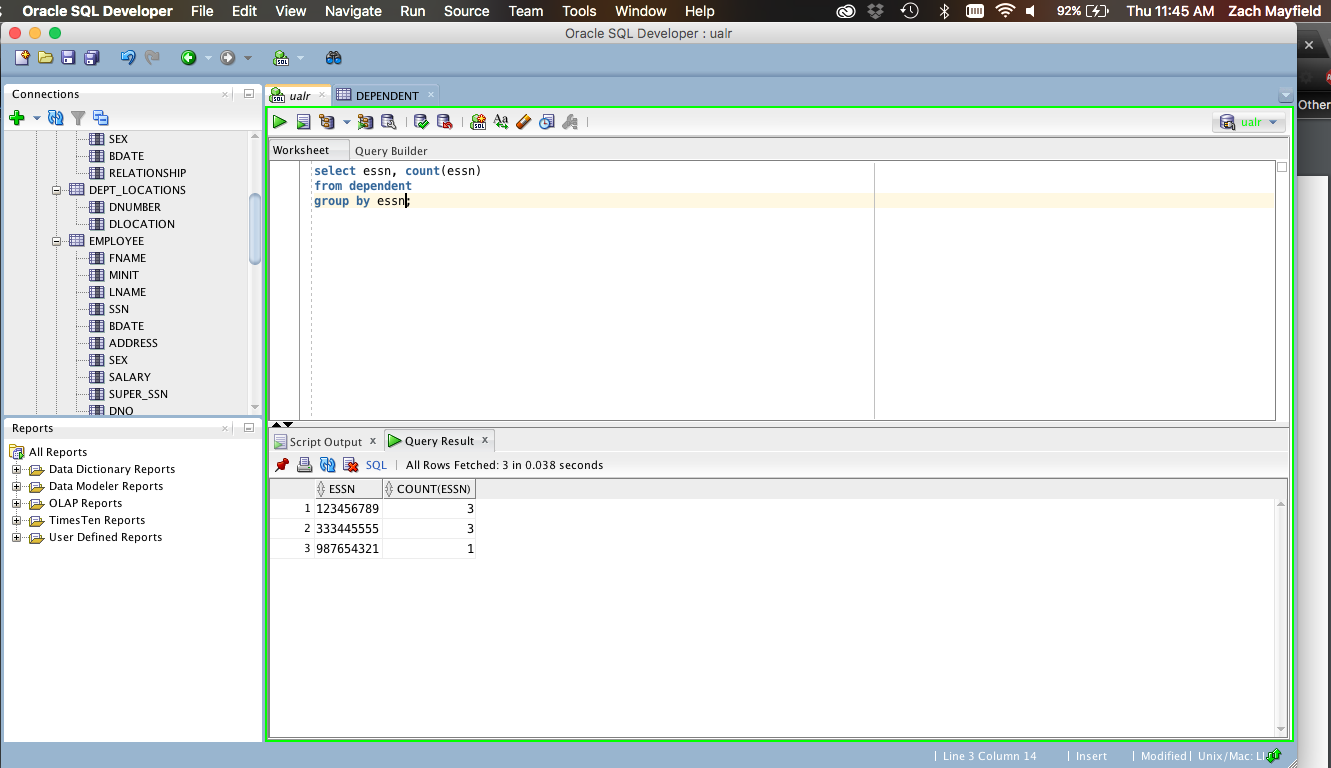 Oracle SQL Developer File Edit View Navigate Run Source Team Tools Window Help 92% Thu 11:45 AM Zach Mayfield
Oracle SQL Developer : ualr
Connections
SEX
BDATE
RELATIONSHIP
DEPT_LOCATIONS
DNUMBER
DLOCATION
EMPLOYEE
FNAME
MINIT
LNAME
SSN
BDATE
ADDRESS
SEX
SALARY
SUPER_SSN
DNO
Reports
All Reports
Data Dictionary Reports
Data Modeler Reports
OLAP Reports
TimesTen Reports
User Defined Reports
ualr DEPENDENT
ualr
Worksheet Query Builder
select essn, count(essn)
from dependent
group by essn;
Script Output x Query Result x
SQL | All Rows Fetched: 3 in 0.038 seconds
ESSN COUNT(ESSN)
1 123456789 3
2 333445555 3
3 987654321 1
| Line 3 Column 14 | Insert | Modified | Unix/Mac: LF
Other